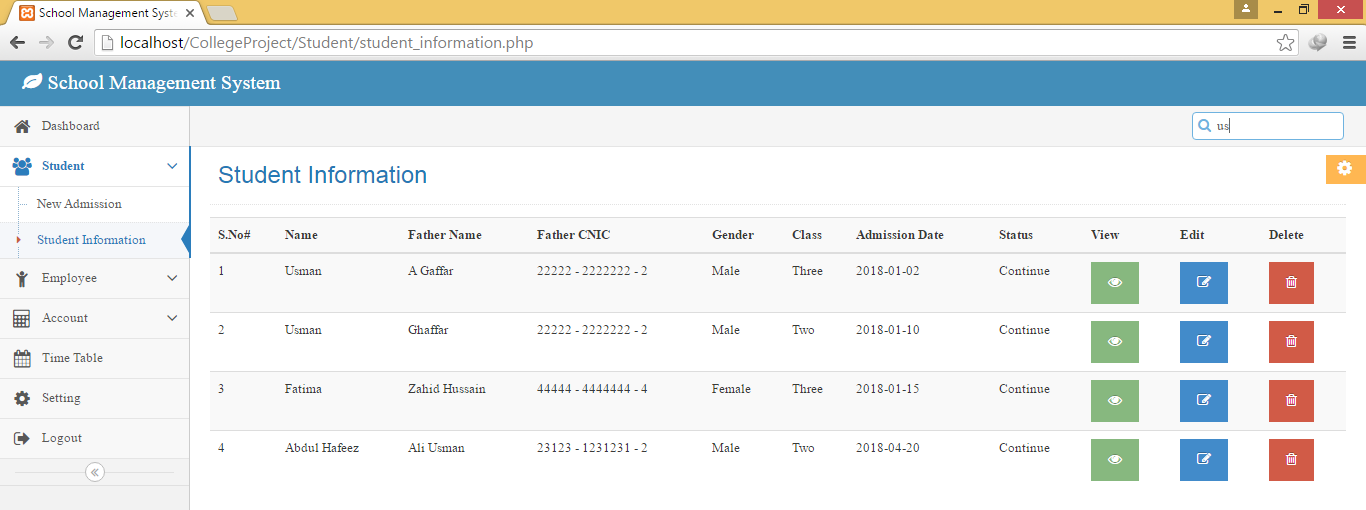 School Management Syst
localhost/CollegeProject/Student/student_information.php
School Management System
Dashboard
us
Student
New Admission
Student Information
Employee
Account
Time Table
Setting
Logout
Student Information
S.No# Name Father Name Father CNIC Gender Class Admission Date Status View Edit Delete
1 Usman A Gaffar 22222 - 2222222 - 2 Male Three 2018-01-02 Continue
2 Usman Ghaffar 22222 - 2222222 - 2 Male Two 2018-01-10 Continue
3 Fatima Zahid Hussain 44444 - 4444444 - 4 Female Three 2018-01-15 Continue
4 Abdul Hafeez Ali Usman 23123 - 1231231 - 2 Male Two 2018-04-20 Continue